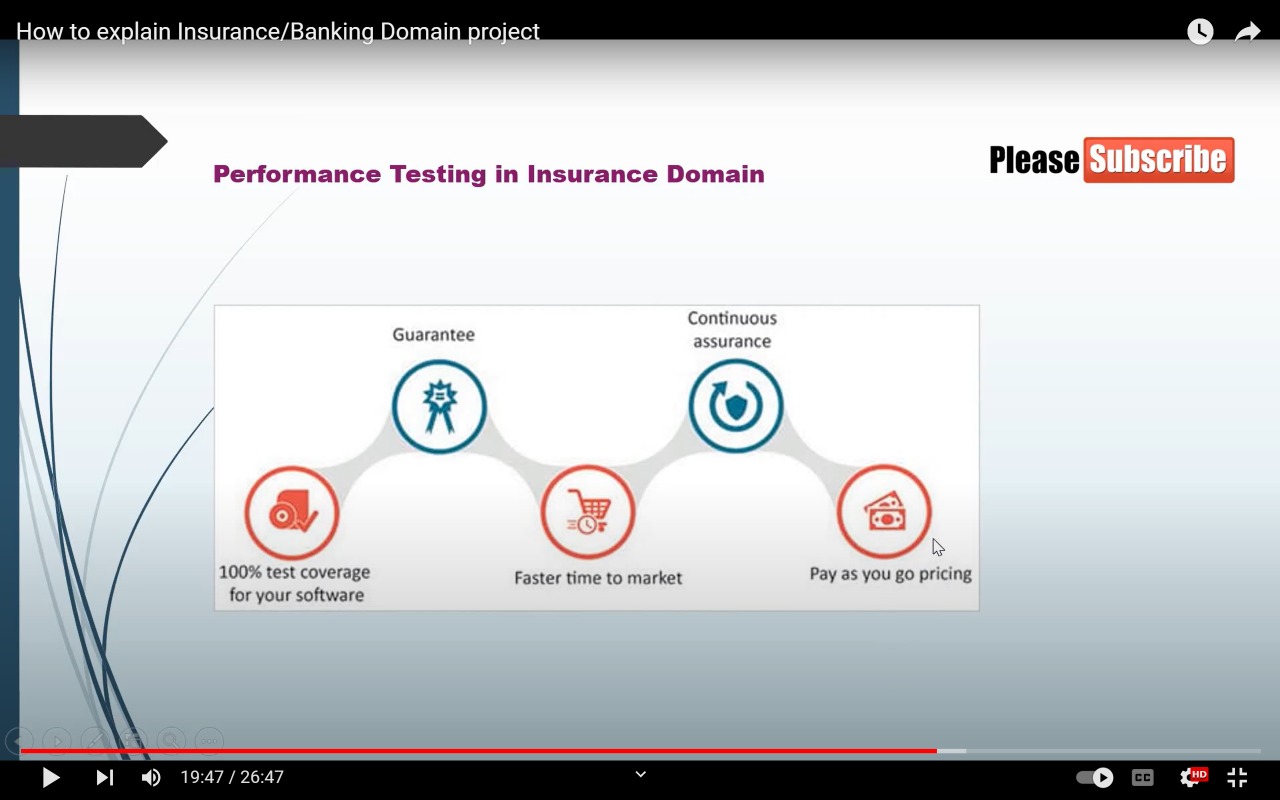 How to explain Insurance/Banking Domain project
Performance Testing in Insurance Domain
Please Subscribe
Guarantee
Continuous
assurance
100% test coverage
for your software
Faster time to market
Pay as you go pricing
19:47 / 26:47
CC
HD